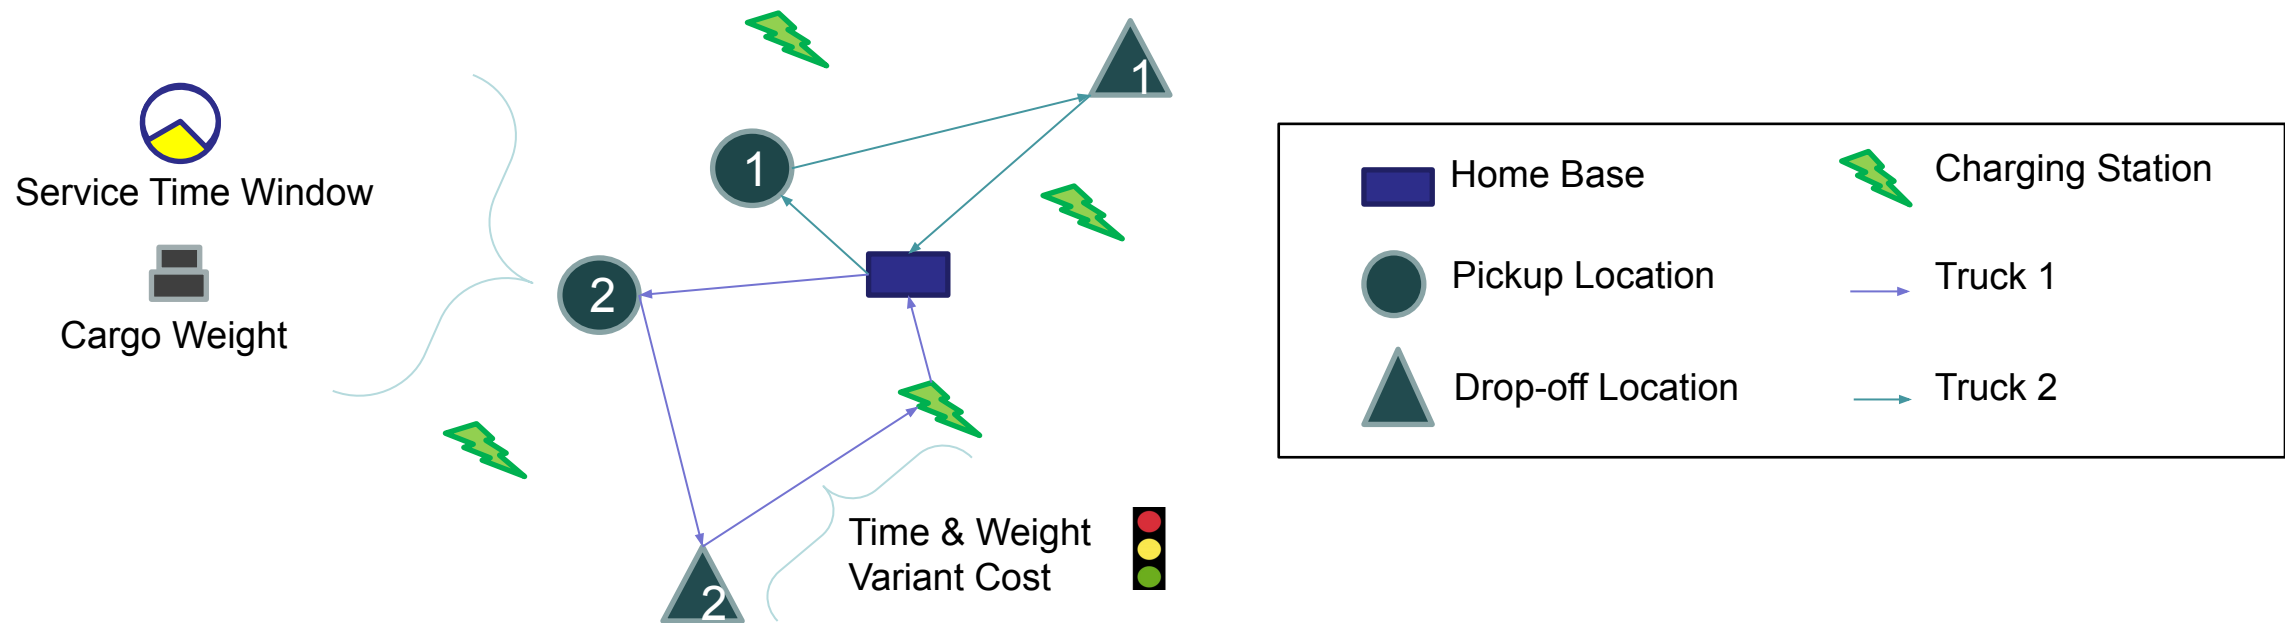 1
1
Service Time Window
2
Cargo Weight
Time & Weight
Variant Cost
2
Home Base
Charging Station
Pickup Location
Truck 1
Drop-off Location
Truck 2